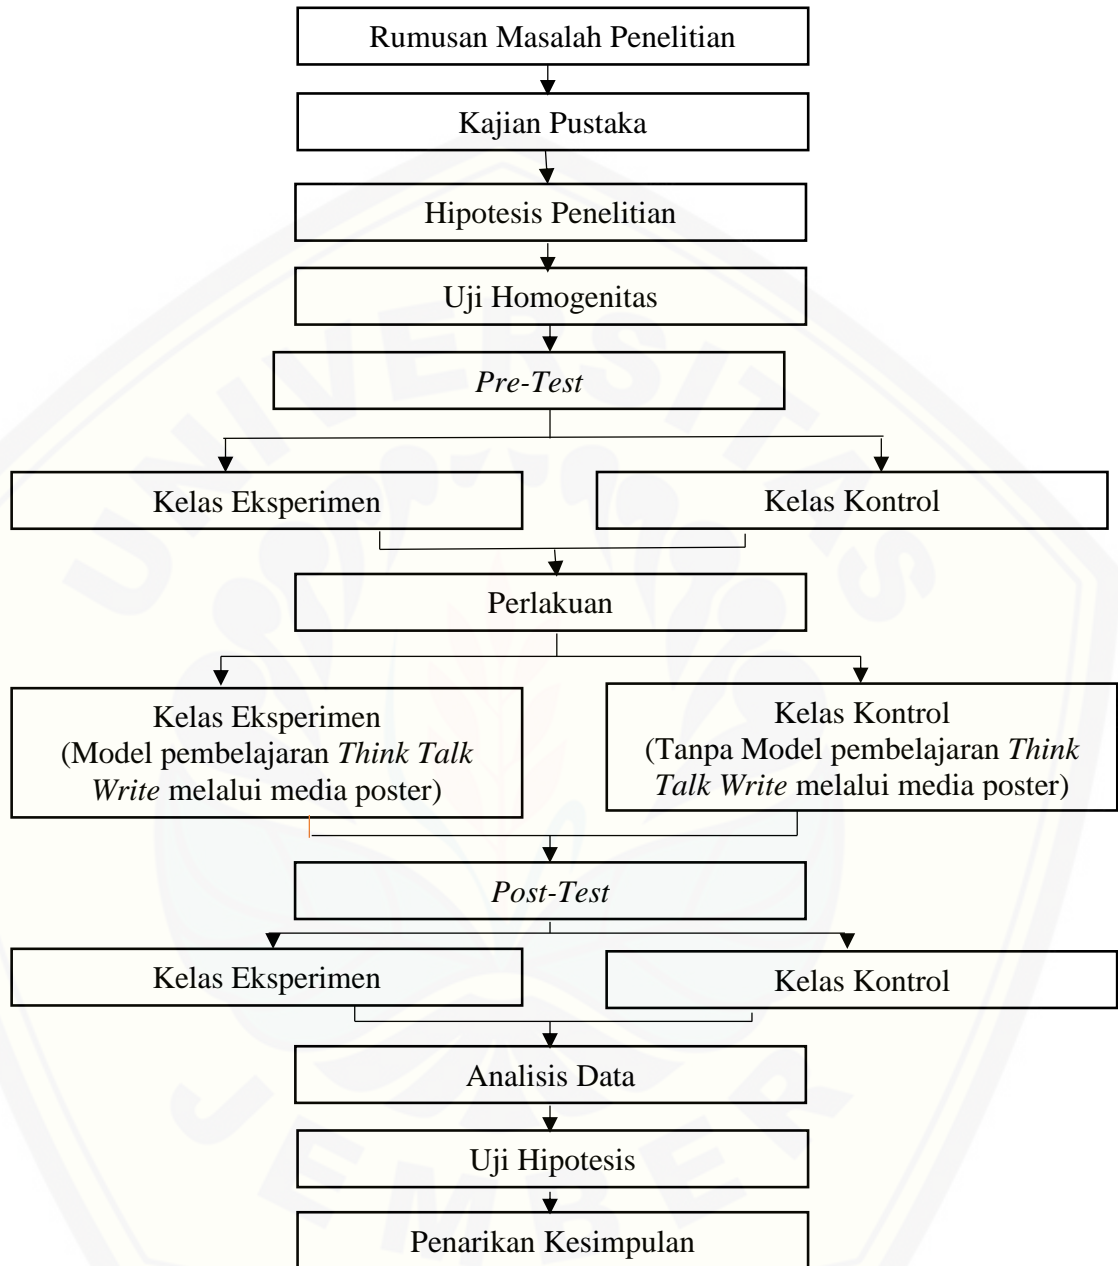 Rumusan Masalah Penelitian
Kajian Pustaka
Hipotesis Penelitian
Uji Homogenitas
Pre-Test
Kelas Eksperimen
Kelas Kontrol
Perlakuan
Kelas Eksperimen
(Model pembelajaran Think Talk
Write melalui media poster)
Kelas Kontrol
(Tanpa Model pembelajaran Think
Talk Write melalui media poster)
Post-Test
Kelas Eksperimen
Kelas Kontrol
Analisis Data
Uji Hipotesis
Penarikan Kesimpulan
UNIVERSITAS
JEMBER